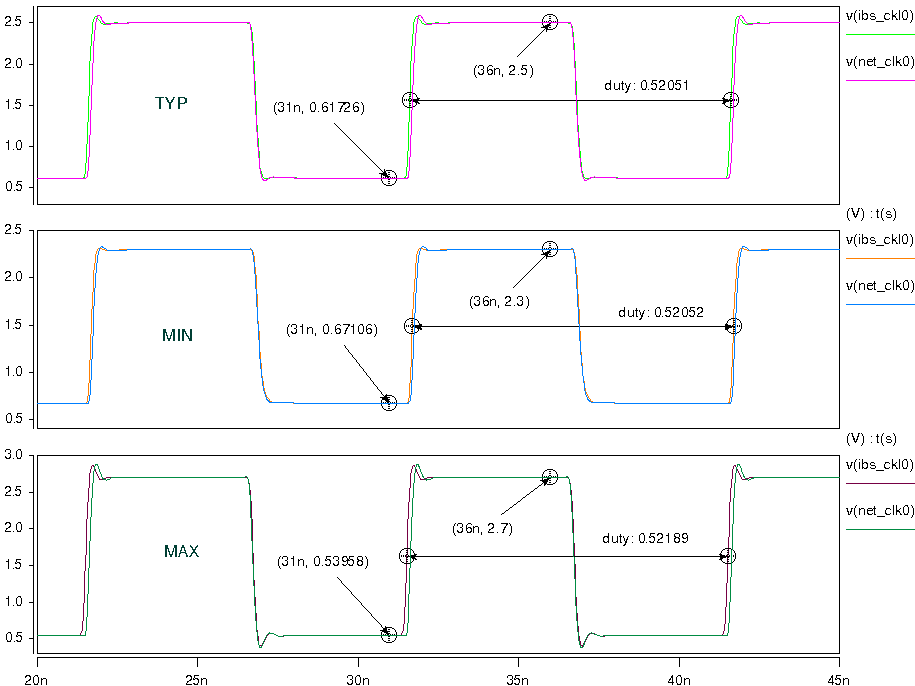 2.5
v(ibs_ckl0)
2.0
v(net_clk0)
(36n, 2.5)
duty: 0.52051
1.5
TYP
(31n, 0.61726)
1.0
0.5
(V) : t(s)
2.5
v(ibs_ckl0)
2.0
v(net_clk0)
(36n, 2.3)
duty: 0.52052
1.5
MIN
(31n, 0.67106)
1.0
0.5
(V) : t(s)
3.0
v(ibs_ckl0)
2.5
v(net_clk0)
2.0
(36n, 2.7)
duty: 0.52189
MAX
1.5
(31n, 0.53958)
1.0
0.5
20n 25n 30n 35n 40n 45n